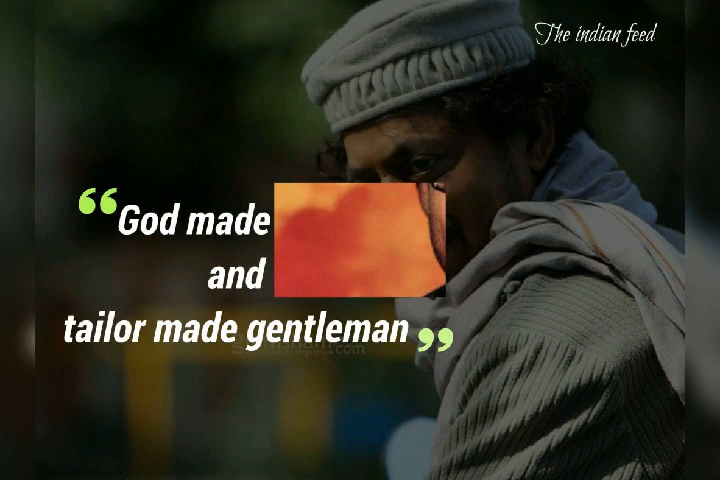 The indian feed
“God made
and
tailor made gentleman”